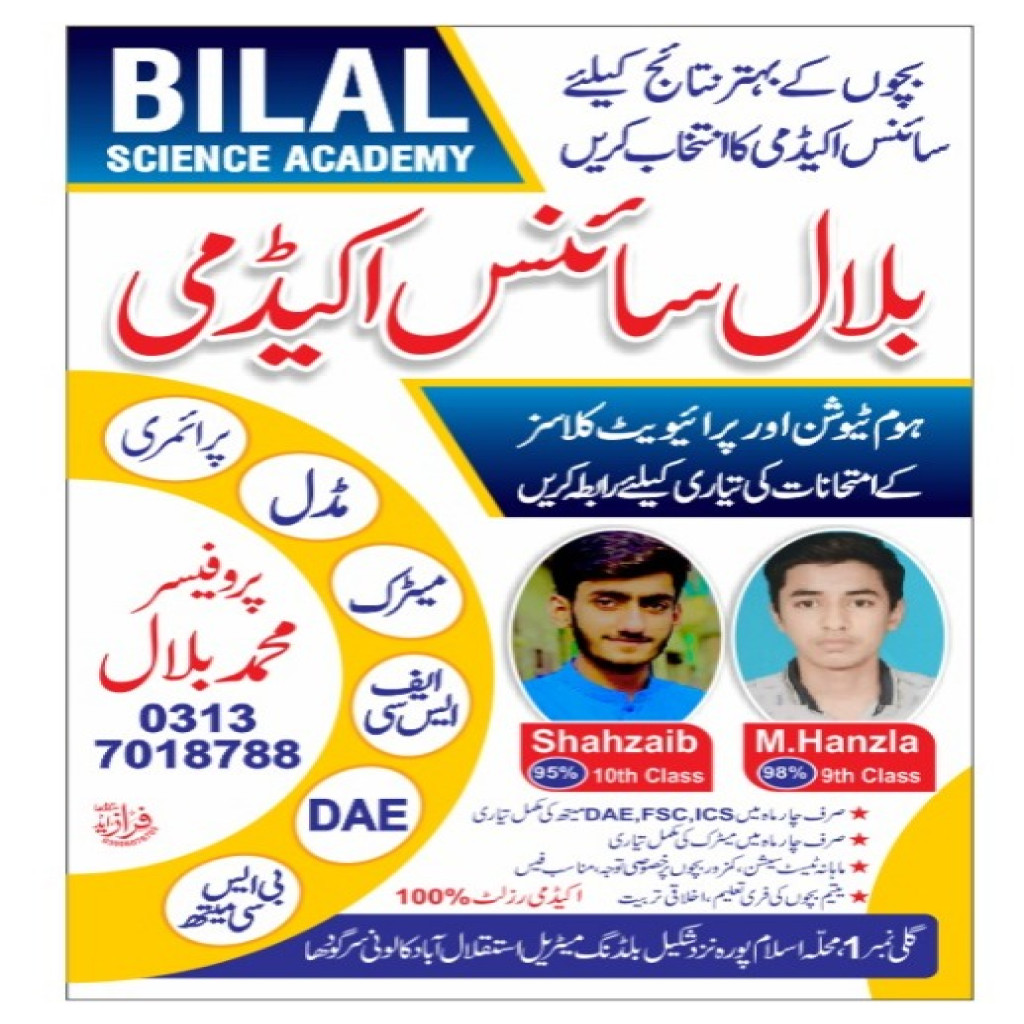 BILAL
SCIENCE ACADEMY
بچوں کے بہتر نتائج کیلئے
سائنس اکیڈمی کا انتخاب کریں
بلال سائنس اکیڈمی
ہوم ٹیوشن اور پرائیویٹ کلاسز
کے امتحانات کی تیاری کیلئے رابطہ کریں
پرائمری
مڈل
میٹرک
ایف
ایس سی
DAE
بی ایس
سی میتھ
پروفیسر
محمد بلال
0313
7018788
Shahzaib
95% 10th Class
M.Hanzla
98% 9th Class
صرف چار ماہ میں DAE,FSC,ICS میتھ کی مکمل تیاری
صرف چار ماہ میں میٹرک کی مکمل تیاری
ماہانہ ٹیسٹ سیشن، کمزور بچوں پر خصوصی توجہ، مناسب فیس
یتیم بچوں کی فری تعلیم، اخلاقی تربیت
اکیڈمی رزلٹ 100%
گلی نمبر 1، محلہ اسلام پورہ نزد شکیل بلڈنگ میٹریل استقلال آباد کالونی سرگودھا